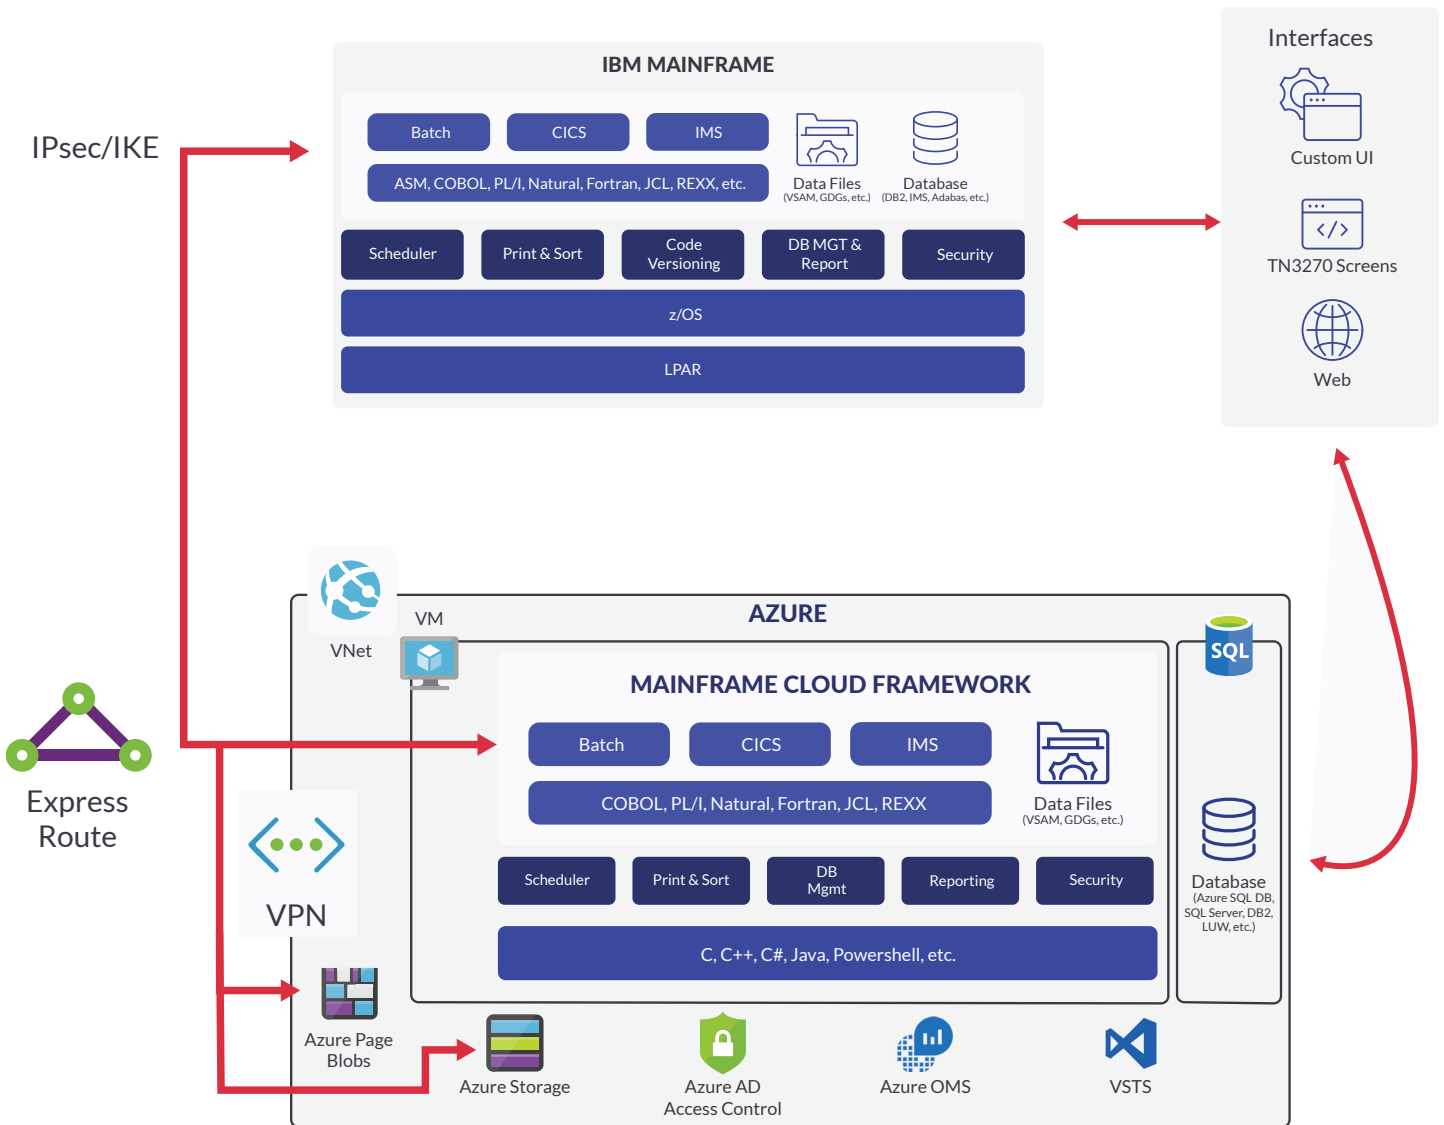 Interfaces
Custom UI
TN3270 Screens
Web
IBM MAINFRAME
Batch
CICS
IMS
ASM, COBOL, PL/I, Natural, Fortran, JCL, REXX, etc.
Data Files
(VSAM, GDGs, etc.)
Database
(DB2, IMS, Adabas, etc.)
Scheduler
Print & Sort
Code
Versioning
DB MGT &
Report
Security
z/OS
LPAR
IPsec/IKE
Express
Route
VPN
VNet
VM
AZURE
MAINFRAME CLOUD FRAMEWORK
Batch
CICS
IMS
COBOL, PL/I, Natural, Fortran, JCL, REXX
Data Files
(VSAM, GDGs, etc.)
Scheduler
Print & Sort
DB
Mgmt
Reporting
Security
C, C++, C#, Java, Powershell, etc.
SQL
Database
(Azure SQL DB,
SQL Server, DB2,
LUW, etc.)
Azure Page
Blobs
Azure Storage
Azure AD
Access Control
Azure OMS
VSTS